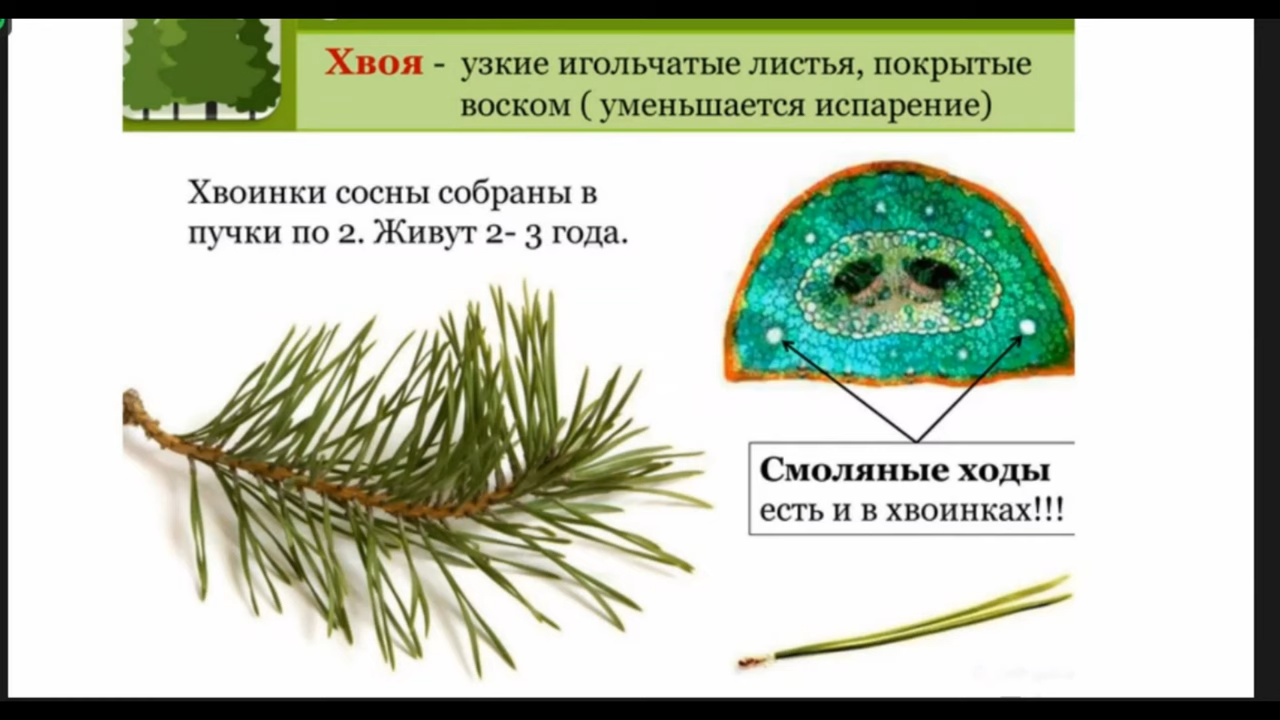 Хвоя - узкие игольчатые листья, покрытые
воском ( уменьшается испарение)
Хвоинки сосны собраны в
пучки по 2. Живут 2- 3 года.
Смоляные ходы
есть и в хвоинках!!!